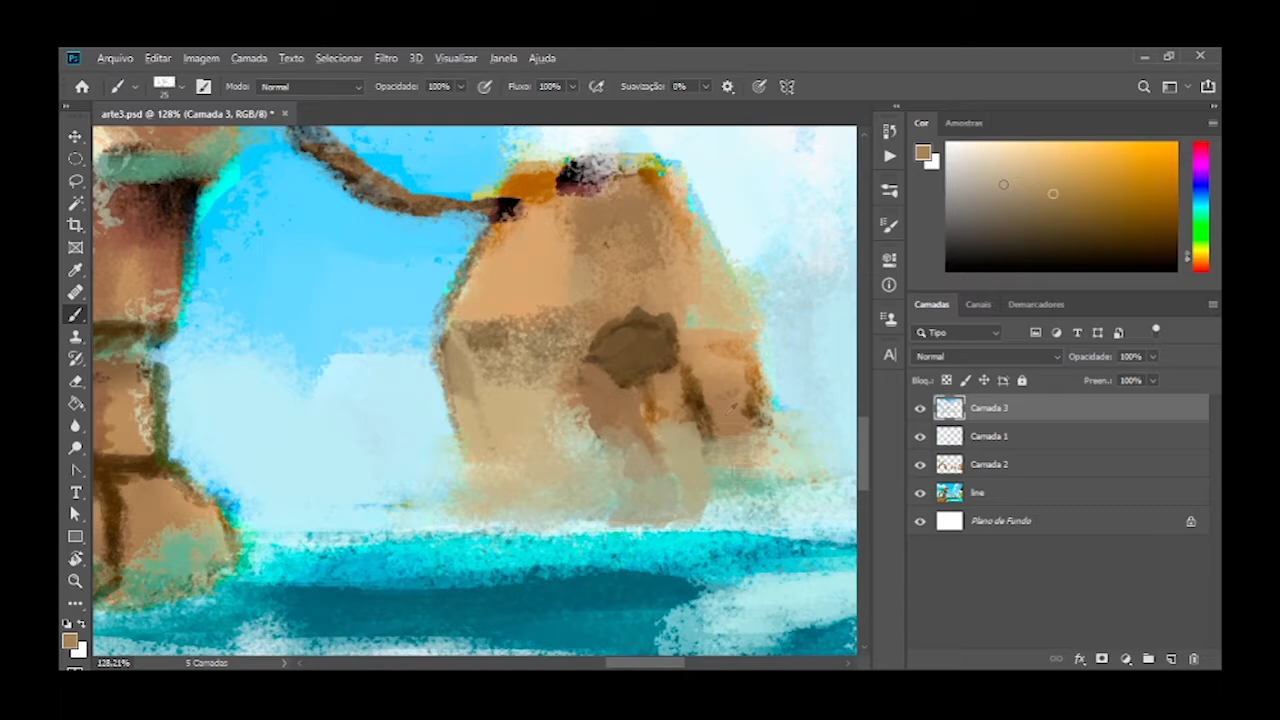 Ps Arquivo Editar Imagem Camada Texto Selecionar Filtro 3D Visualizar Janela Ajuda
25 Modo: Normal Opacidade: 100% Fluxo: 100% Suavização: 0%
arte3.psd @ 128% (Camada 3, RGB/8) *
Cor Amostras
Camadas Canais Demarcadores
Tipo
Normal Opacidade: 100%
Bloq.: Preen.: 100%
Camada 3
Camada 1
Camada 2
line
Plano de Fundo
128,21% 5 Camadas